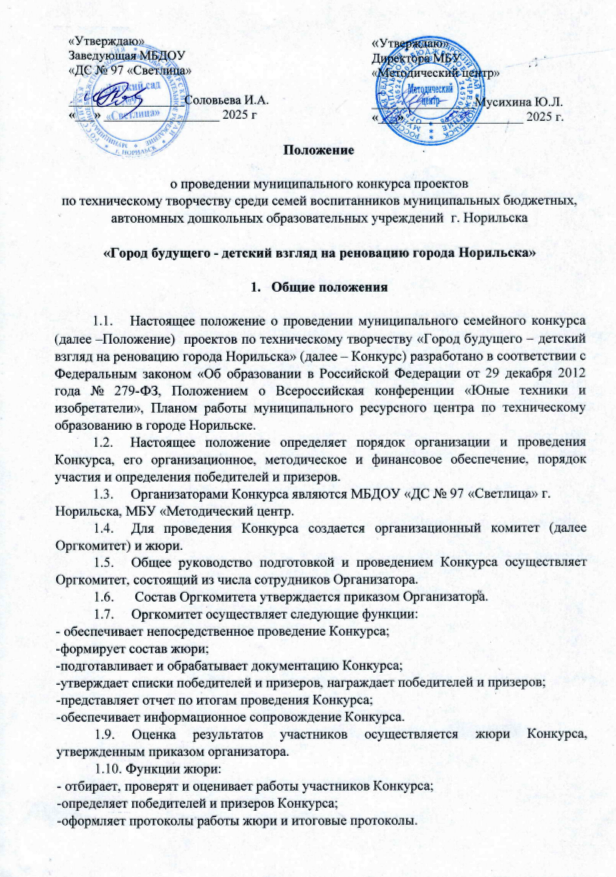 «Утверждаю»
Заведующая МБДОУ
«ДС № 97 «Светлица»
Соловьева И.А.
«___» ______________ 2025 г
«Утверждаю»
Директора МБУ
«Методический центр»
Мусихина Ю.Л.
«___» ______________ 2025 г.
Методический
центр
«Светлица»
Положение
о проведении муниципального конкурса проектов
по техническому творчеству среди семей воспитанников муниципальных бюджетных,
автономных дошкольных образовательных учреждений г. Норильска
«Город будущего - детский взгляд на реновацию города Норильска»
1. Общие положения
1.1. Настоящее положение о проведении муниципального семейного конкурса
(далее –Положение) проектов по техническому творчеству «Город будущего – детский
взгляд на реновацию города Норильска» (далее – Конкурс) разработано в соответствии с
Федеральным законом «Об образовании в Российской Федерации от 29 декабря 2012
года № 279-ФЗ, Положением о Всероссийская конференции «Юные техники и
изобретатели», Планом работы муниципального ресурсного центра по техническому
образованию в городе Норильске.
1.2. Настоящее положение определяет порядок организации и проведения
Конкурса, его организационное, методическое и финансовое обеспечение, порядок
участия и определения победителей и призеров.
1.3. Организаторами Конкурса являются МБДОУ «ДС № 97 «Светлица» г.
Норильска, МБУ «Методический центр.
1.4. Для проведения Конкурса создается организационный комитет (далее
Оргкомитет) и жюри.
1.5. Общее руководство подготовкой и проведением Конкурса осуществляет
Оргкомитет, состоящий из числа сотрудников Организатора.
1.6. Состав Оргкомитета утверждается приказом Организатора.
1.7. Оргкомитет осуществляет следующие функции:
- обеспечивает непосредственное проведение Конкурса;
-формирует состав жюри;
-подготавливает и обрабатывает документацию Конкурса;
-утверждает списки победителей и призеров, награждает победителей и призеров;
-представляет отчет по итогам проведения Конкурса;
-обеспечивает информационное сопровождение Конкурса.
1.9. Оценка результатов участников осуществляется жюри Конкурса,
утвержденным приказом организатора.
1.10. Функции жюри:
- отбирает, проверят и оценивает работы участников Конкурса;
-определяет победителей и призеров Конкурса;
-оформляет протоколы работы жюри и итоговые протоколы.